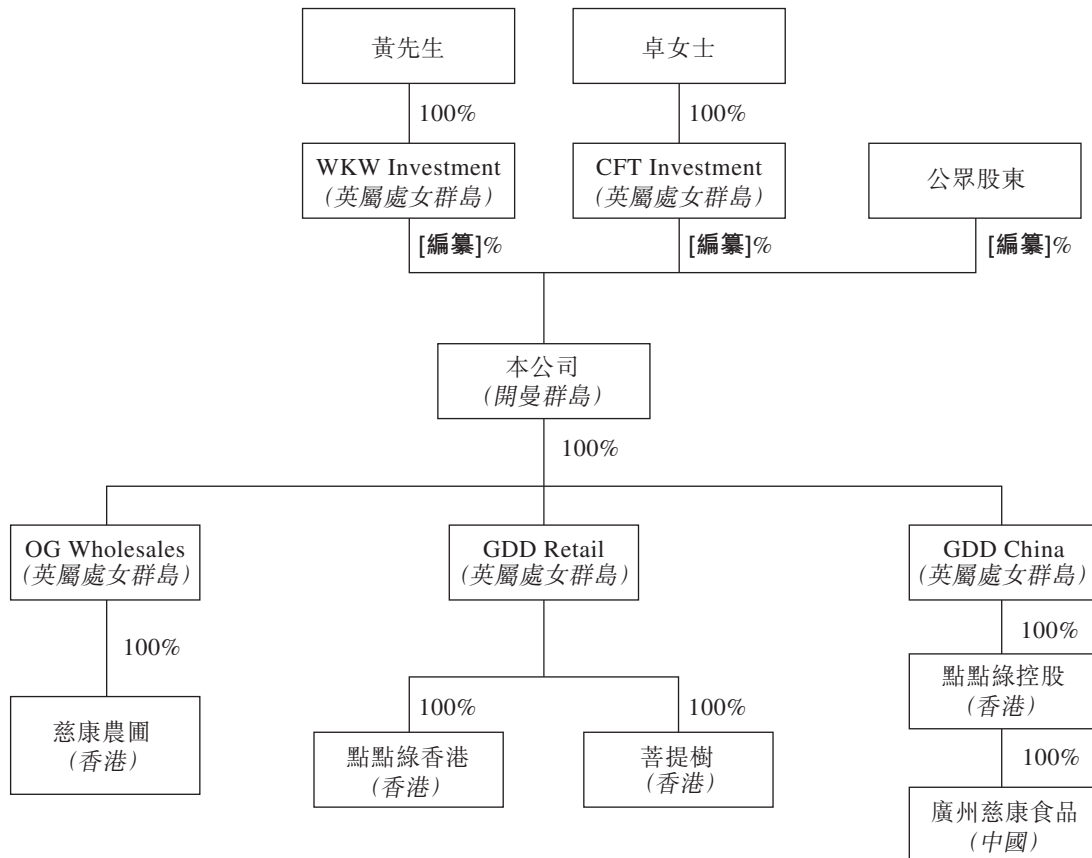 黃先生
卓女士
100%
100%
WKW Investment
(英屬處女群島)
CFT Investment
(英屬處女群島)
公眾股東
[編纂]%
[編纂]%
[編纂]%
本公司
(開曼群島)
100%
OG Wholesales
(英屬處女群島)
GDD Retail
(英屬處女群島)
GDD China
(英屬處女群島)
100%
100%
慈康農圃
(香港)
100%
點點綠香港
(香港)
100%
菩提樹
(香港)
點點綠控股
(香港)
100%
廣州慈康食品
(中國)